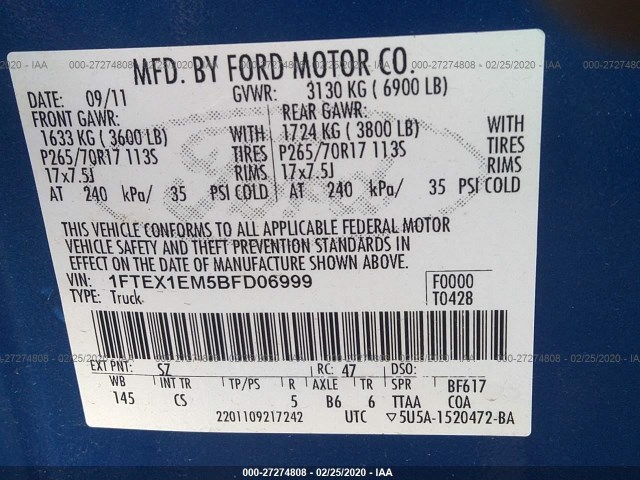 000-27274808 - 02/25/2020 - IAA
MFD. BY FORD MOTOR CO.
DATE: 09/11 GVWR: 3130 KG ( 6900 LB)
FRONT GAWR: REAR GAWR:
1633 KG ( 3600 LB) WITH 1724 KG ( 3800 LB) WITH
P265/70R17 113S TIRES P265/70R17 113S TIRES
17x7.5J RIMS 17x7.5J RIMS
AT 240 kPa/ 35 PSI COLD AT 240 kPa/ 35 PSI COLD
THIS VEHICLE CONFORMS TO ALL APPLICABLE FEDERAL MOTOR
VEHICLE SAFETY AND THEFT PREVENTION STANDARDS IN
EFFECT ON THE DATE OF MANUFACTURE SHOWN ABOVE.
VIN: 1FTEX1EM5BFD06999 F0000
TYPE: Truck T0428
EXT PNT: SZ RC: 47 DSO:
WB INT TR TP/PS R AXLE TR SPR BF617
145 CS 5 B6 6 TTAA COA
2201109217242 UTC 5U5A-1520472-BA
000-27274808 - 02/25/2020 - IAA